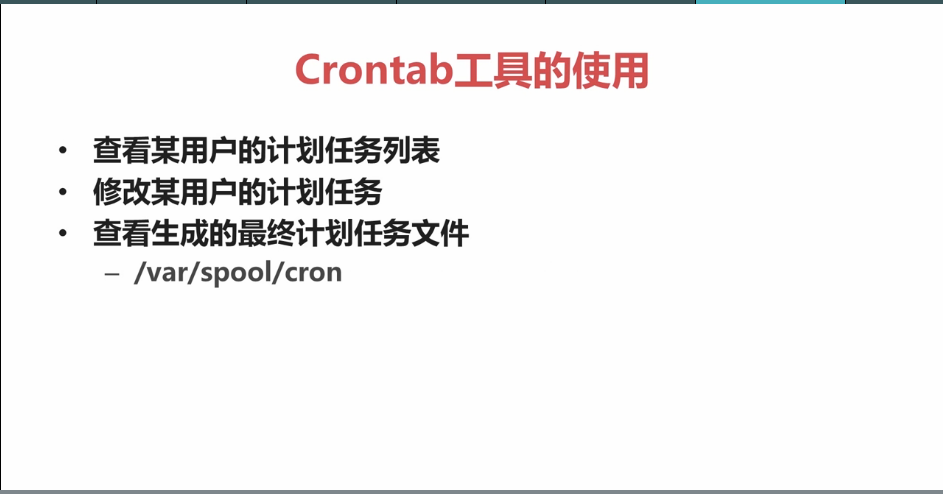 Crontab工具的使用
• 查看某用户的计划任务列表
• 修改某用户的计划任务
• 查看生成的最终计划任务文件
– /var/spool/cron